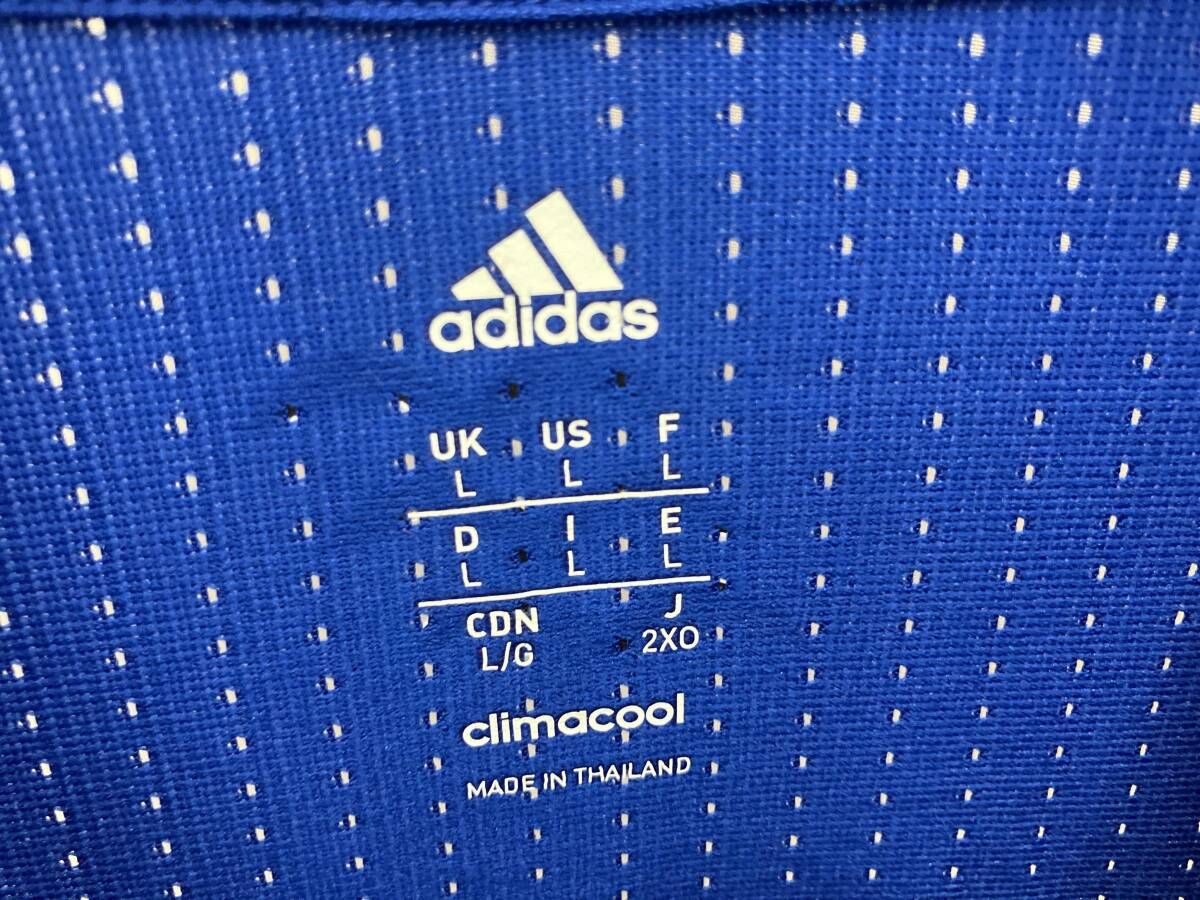 adidas
UK US F
L L L
D I E
L L L
CDN J
L/G 2XO
climacool
MADE IN THAILAND